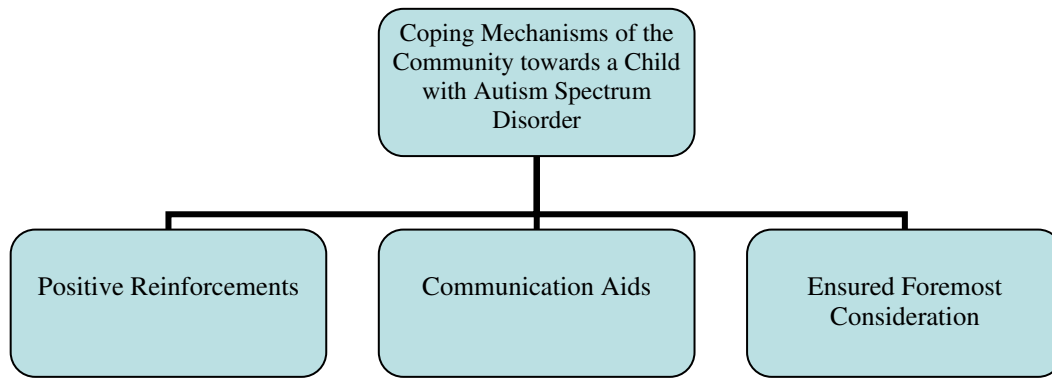 Coping Mechanisms of the
Community towards a Child
with Autism Spectrum
Disorder
Positive Reinforcements
Communication Aids
Ensured Foremost
Consideration